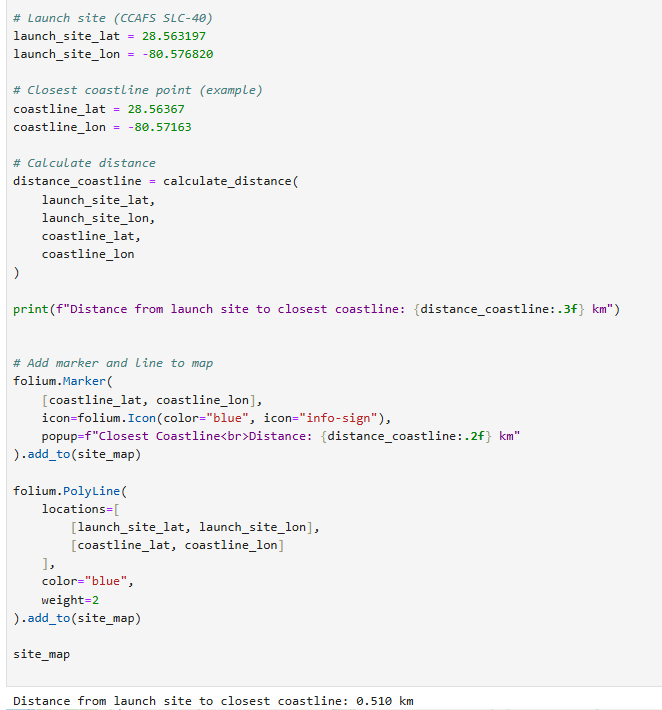 # Launch site (CCAFS SLC-40)
launch_site_lat = 28.563197
launch_site_lon = -80.576820

# Closest coastline point (example)
coastline_lat = 28.56367
coastline_lon = -80.57163

# Calculate distance
distance_coastline = calculate_distance(
    launch_site_lat,
    launch_site_lon,
    coastline_lat,
    coastline_lon
)

print(f"Distance from launch site to closest coastline: {distance_coastline:.3f} km")


# Add marker and line to map
folium.Marker(
    [coastline_lat, coastline_lon],
    icon=folium.Icon(color="blue", icon="info-sign"),
    popup=f"Closest Coastline<br>Distance: {distance_coastline:.2f} km"
).add_to(site_map)

folium.PolyLine(
    locations=[
        [launch_site_lat, launch_site_lon],
        [coastline_lat, coastline_lon]
    ],
    color="blue",
    weight=2
).add_to(site_map)

site_map

Distance from launch site to closest coastline: 0.510 km